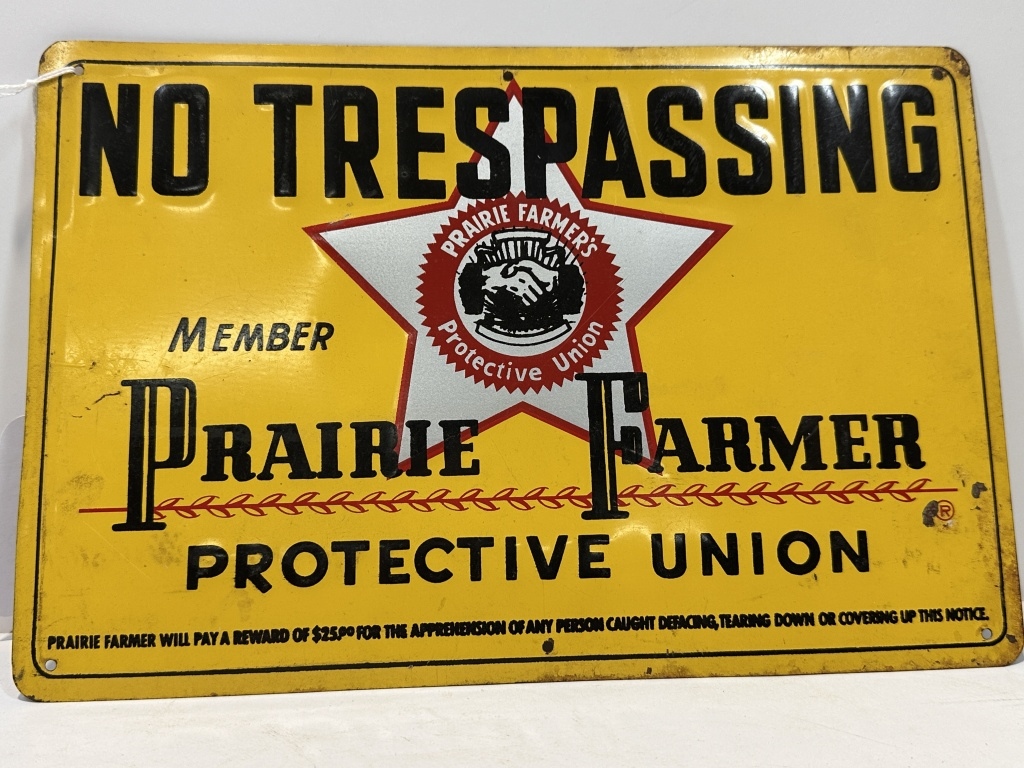 NO TRESPASSING
PRAIRIE FARMER'S
Protective Union
MEMBER
PRAIRIE FARMER
®
PROTECTIVE UNION
PRAIRIE FARMER WILL PAY A REWARD OF $25.00 FOR THE APPREHENSION OF ANY PERSON CAUGHT DEFACING, TEARING DOWN OR COVERING UP THIS NOTICE.